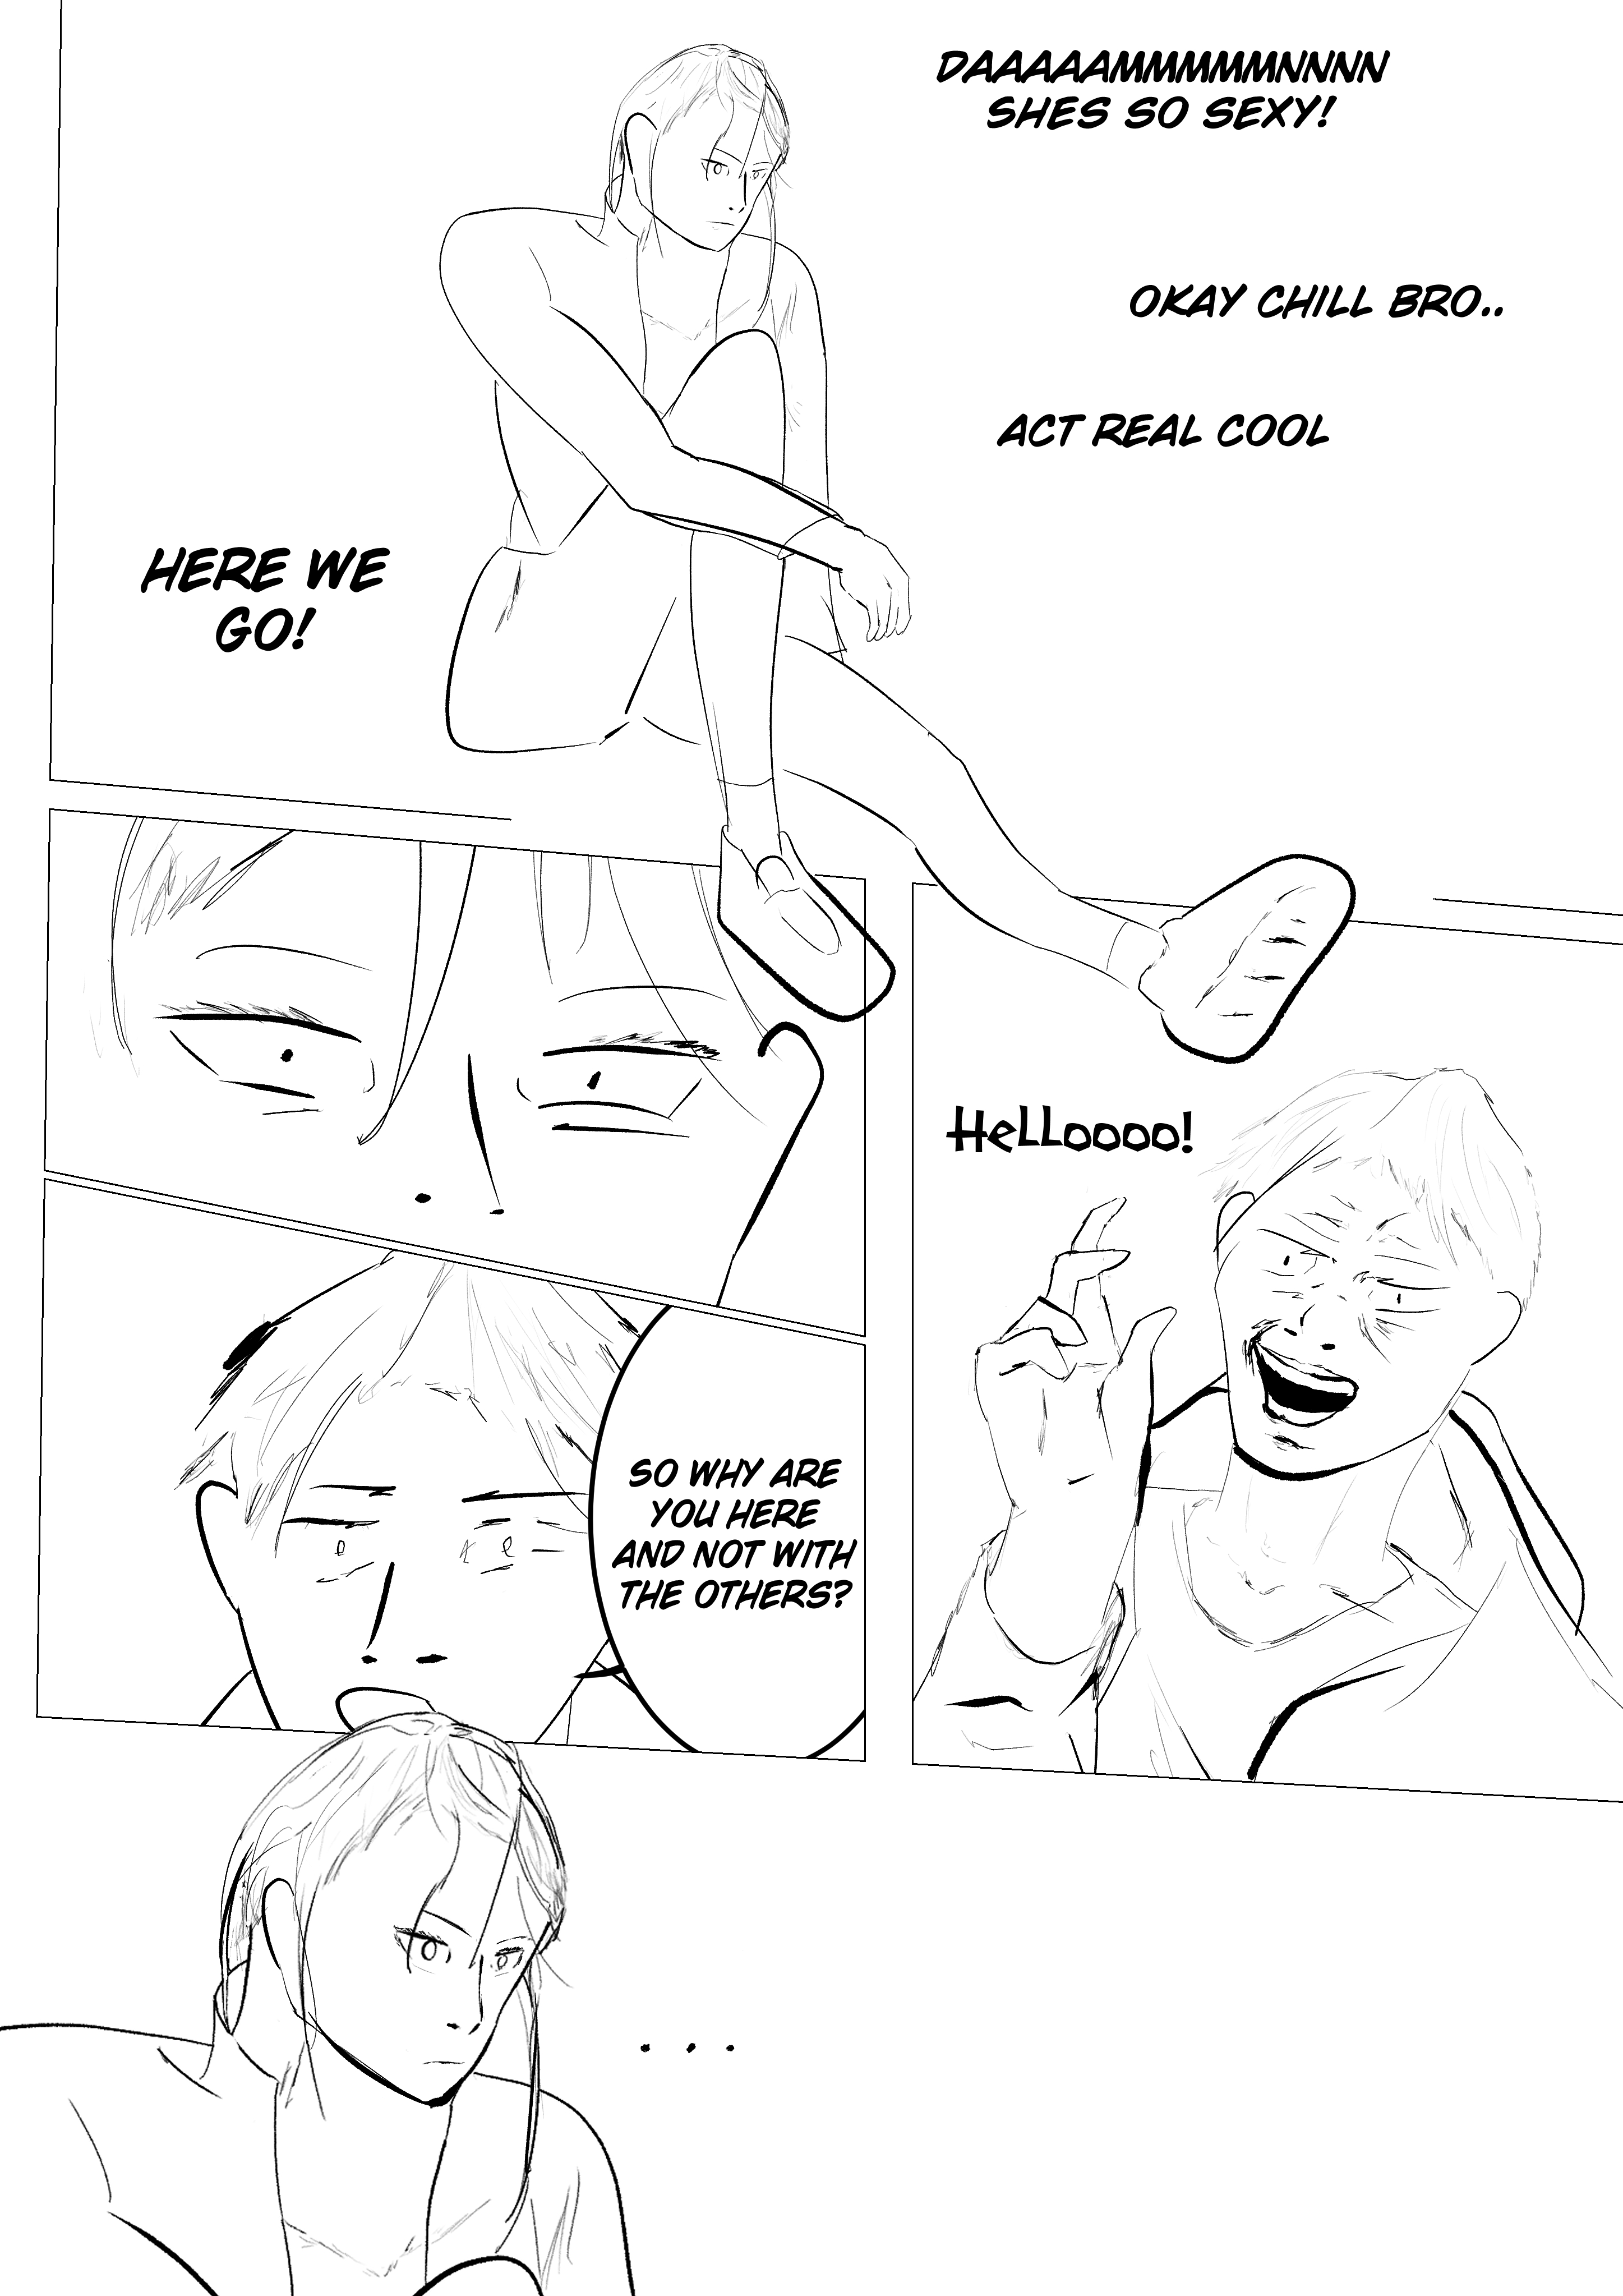 DAAAAAMMMMMNNNN
SHES SO SEXY!
OKAY CHILL BRO..
ACT REAL COOL
HERE WE
GO!
HeLLoooo!
SO WHY ARE
YOU HERE
AND NOT WITH
THE OTHERS?
...